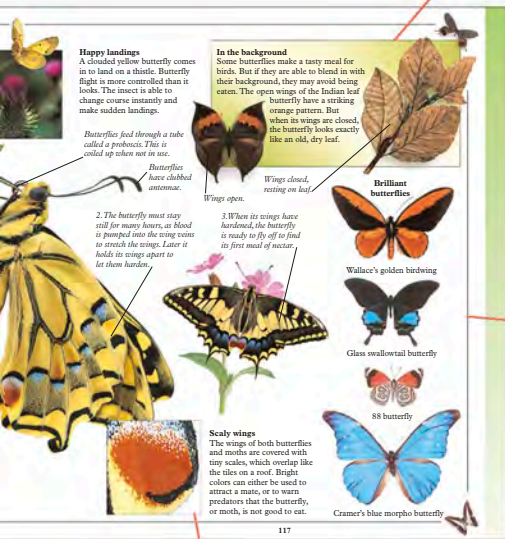 Happy landings
A clouded yellow butterfly comes
in to land on a thistle. Butterfly
flight is more controlled than it
looks. The insect is able to
change course instantly and
make sudden landings.
In the background
Some butterflies make a tasty meal for
birds. But if they are able to blend in with
their background, they may avoid being
eaten. The open wings of the Indian leaf
butterfly have a striking
orange pattern. But
when its wings are closed,
the butterfly looks exactly
like an old, dry leaf.
Butterflies feed through a tube
called a proboscis. This is
coiled up when not in use.
Butterflies
have clubbed
antennae.
Wings open.
Wings closed,
resting on leaf.
Brilliant
butterflies
2. The butterfly must stay
still for many hours, as blood
is pumped into the wing veins
to stretch the wings. Later it
holds its wings apart to
let them harden.
3. When its wings have
hardened, the butterfly
is ready to fly off to find
its first meal of nectar.
Wallace's golden birdwing
Glass swallowtail butterfly
88 butterfly
Cramer's blue morpho butterfly
Scaly wings
The wings of both butterflies
and moths are covered with
tiny scales, which overlap like
the tiles on a roof. Bright
colors can either be used to
attract a mate, or to warn
predators that the butterfly,
or moth, is not good to eat.
117